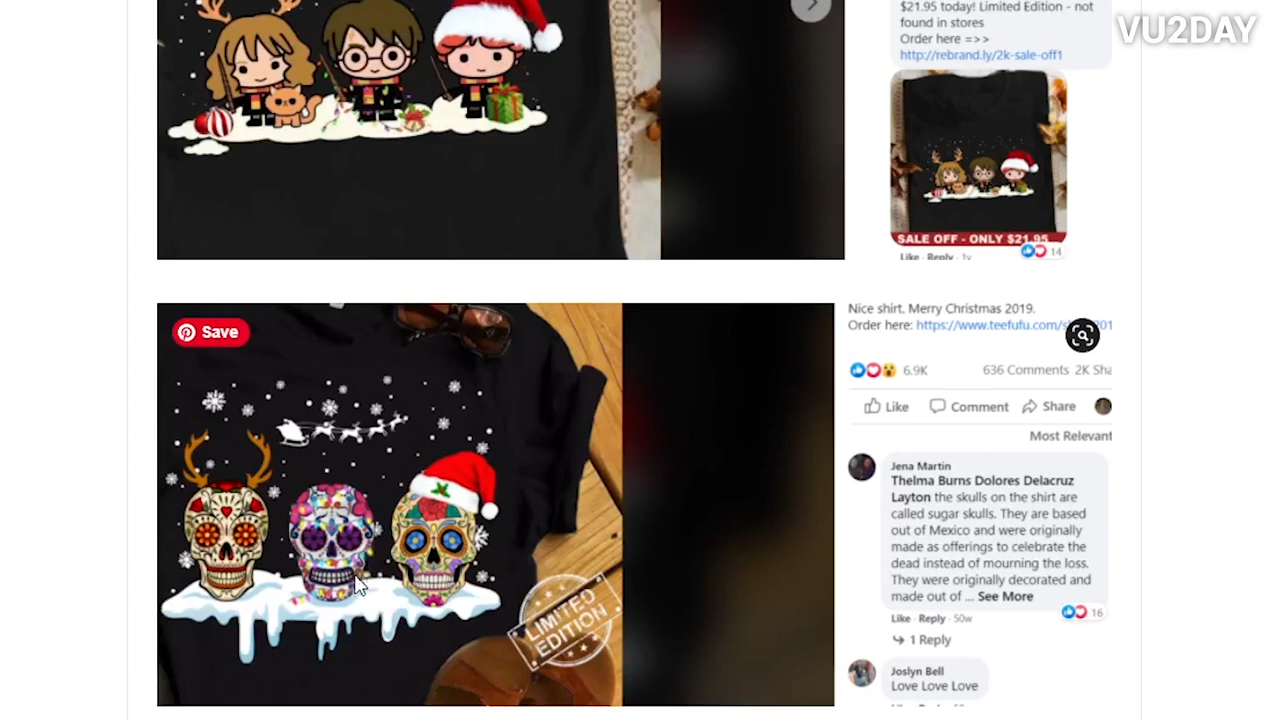 $21.95 today! Limited Edition - not
found in stores
Order here =>>
http://rebrand.ly/2k-sale-off1
VU2DAY
SALE OFF - ONLY $21.95
Like · Reply · 1y
14
Save
LIMITED
EDITION
Nice shirt. Merry Christmas 2019.
Order here: https://www.teefufu.com/
6.9K
636 Comments 2K Sha
Like
Comment
Share
Most Relevant
Jena Martin
Thelma Burns Dolores Delacruz
Layton the skulls on the shirt are
called sugar skulls. They are based
out of Mexico and were originally
made as offerings to celebrate the
dead instead of mourning the loss.
They were originally decorated and
made out of ... See More
16
Like · Reply · 50w
1 Reply
Joslyn Bell
Love Love Love